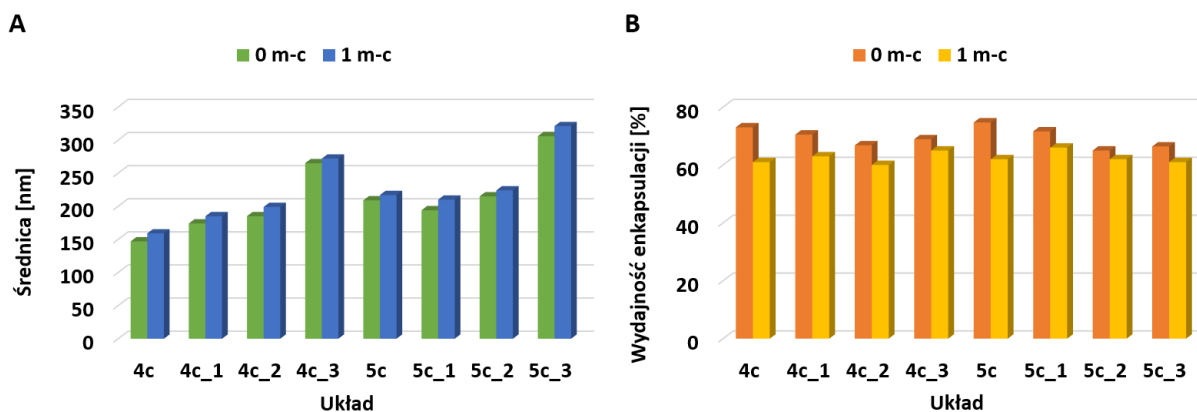 A
0 m-c 1 m-c
Średnica [nm]
350
300
250
200
150
100
50
0
4c 4c_1 4c_2 4c_3 5c 5c_1 5c_2 5c_3
Układ
B
0 m-c 1 m-c
Wydajność enkapsulacji [%]
80
60
40
20
0
4c 4c_1 4c_2 4c_3 5c 5c_1 5c_2 5c_3
Układ